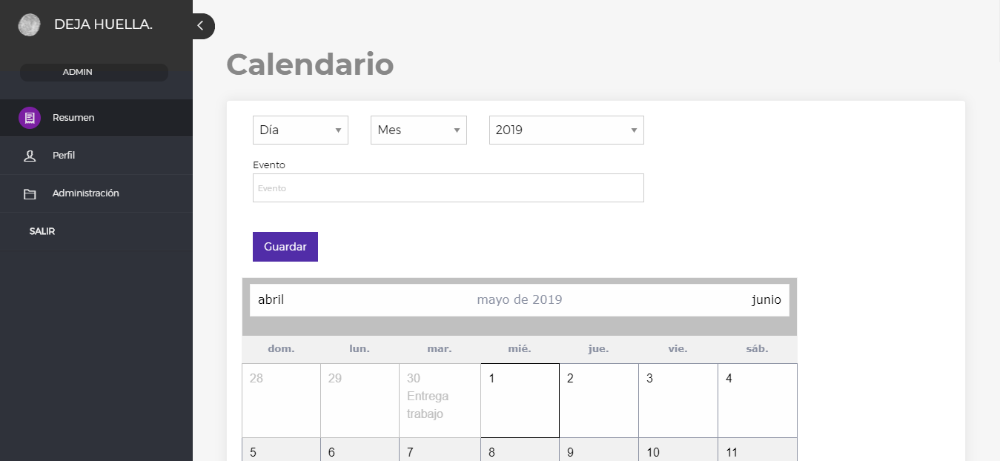 DEJA HUELLA.
ADMIN
Resumen
Perfil
Administración
SALIR
Calendario
Día
Mes
2019
Evento
Evento
Guardar
abril mayo de 2019 junio
dom. lun. mar. mié. jue. vie. sáb.
28 29 30 1 2 3 4
Entrega
trabajo
5 6 7 8 9 10 11